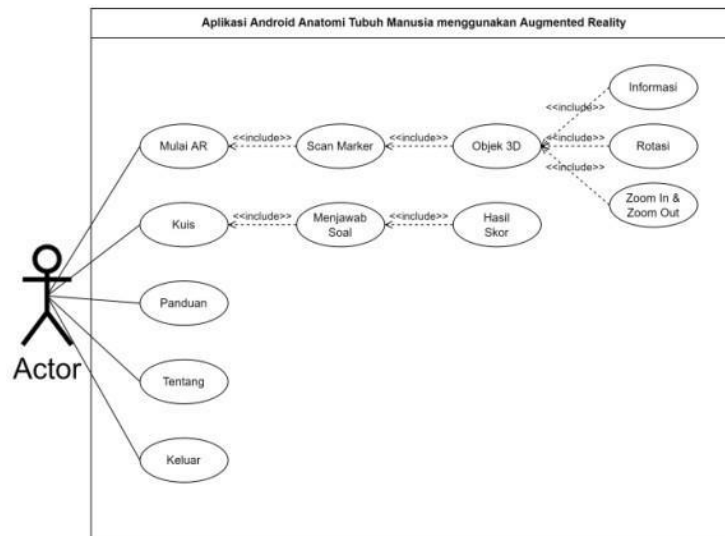 Aplikasi Android Anatomi Tubuh Manusia menggunakan Augmented Reality
Informasi
<<include>>
Mulai AR
<<include>>
Scan Marker
<<include>>
Objek 3D
<<include>>
Rotasi
<<include>>
Zoom In &
Zoom Out
Kuis
<<include>>
Menjawab
Soal
<<include>>
Hasil
Skor
Panduan
Actor
Tentang
Keluar